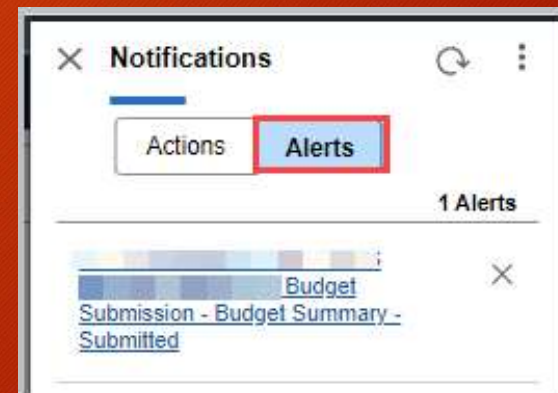 Notifications
Actions Alerts
1 Alerts
Budget
Submission - Budget Summary -
Submitted